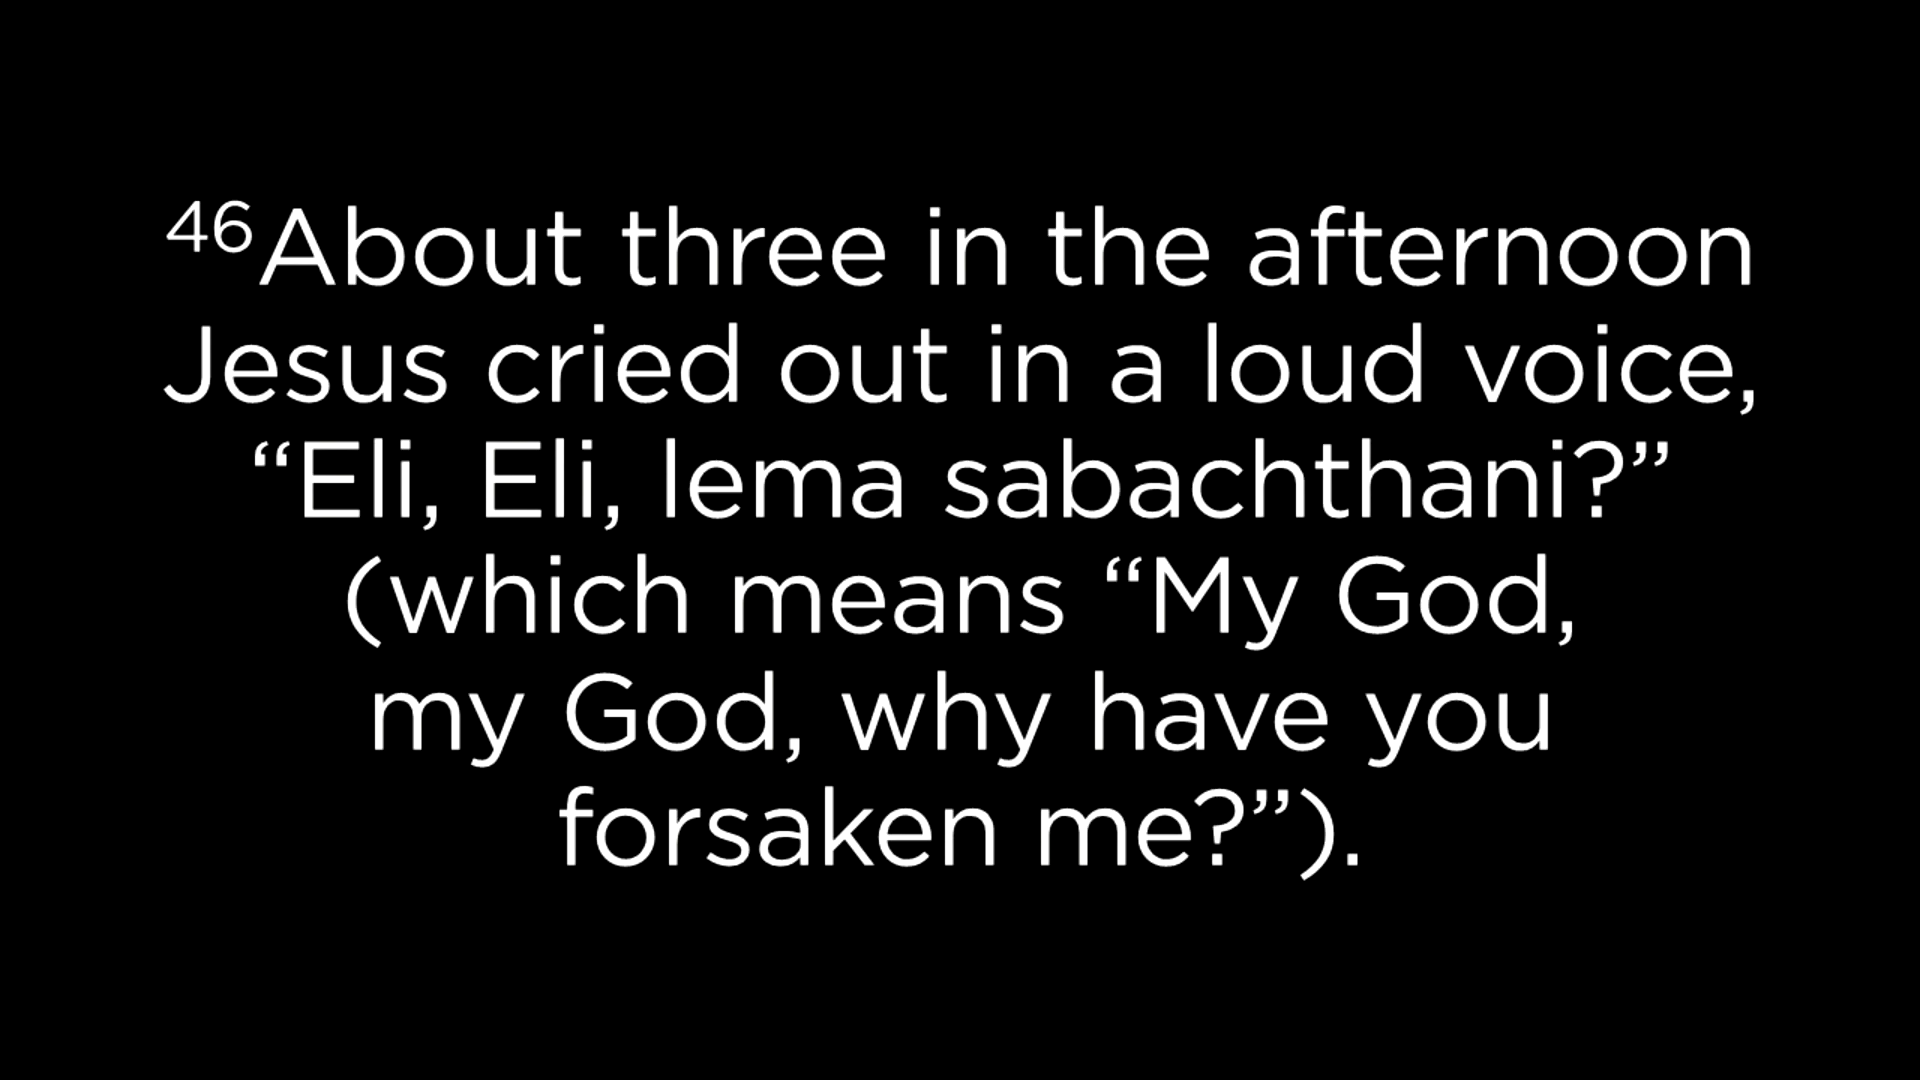 ⁴⁶About three in the afternoon
Jesus cried out in a loud voice,
“Eli, Eli, lema sabachthani?”
(which means “My God,
my God, why have you
forsaken me?”).